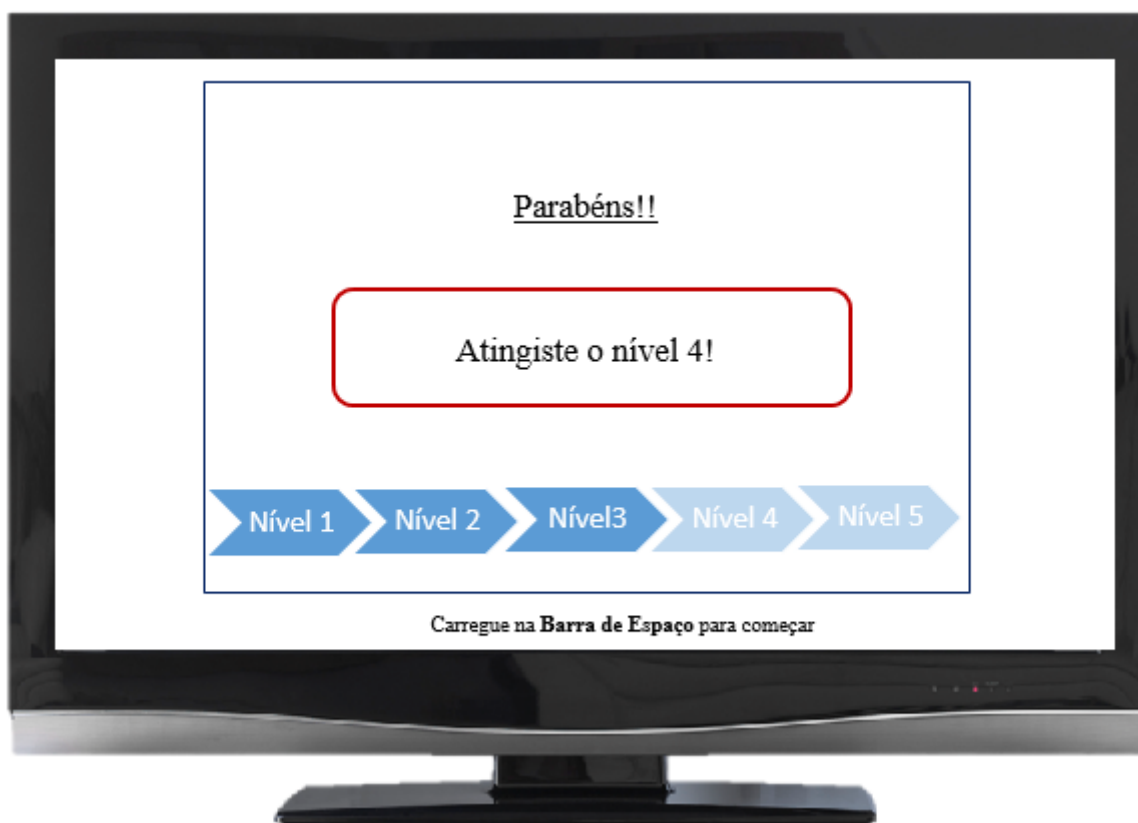 Parabéns!!
Atingiste o nível 4!
Nível 1 Nível 2 Nível3 Nível 4 Nível 5
Carregue na Barra de Espaço para começar